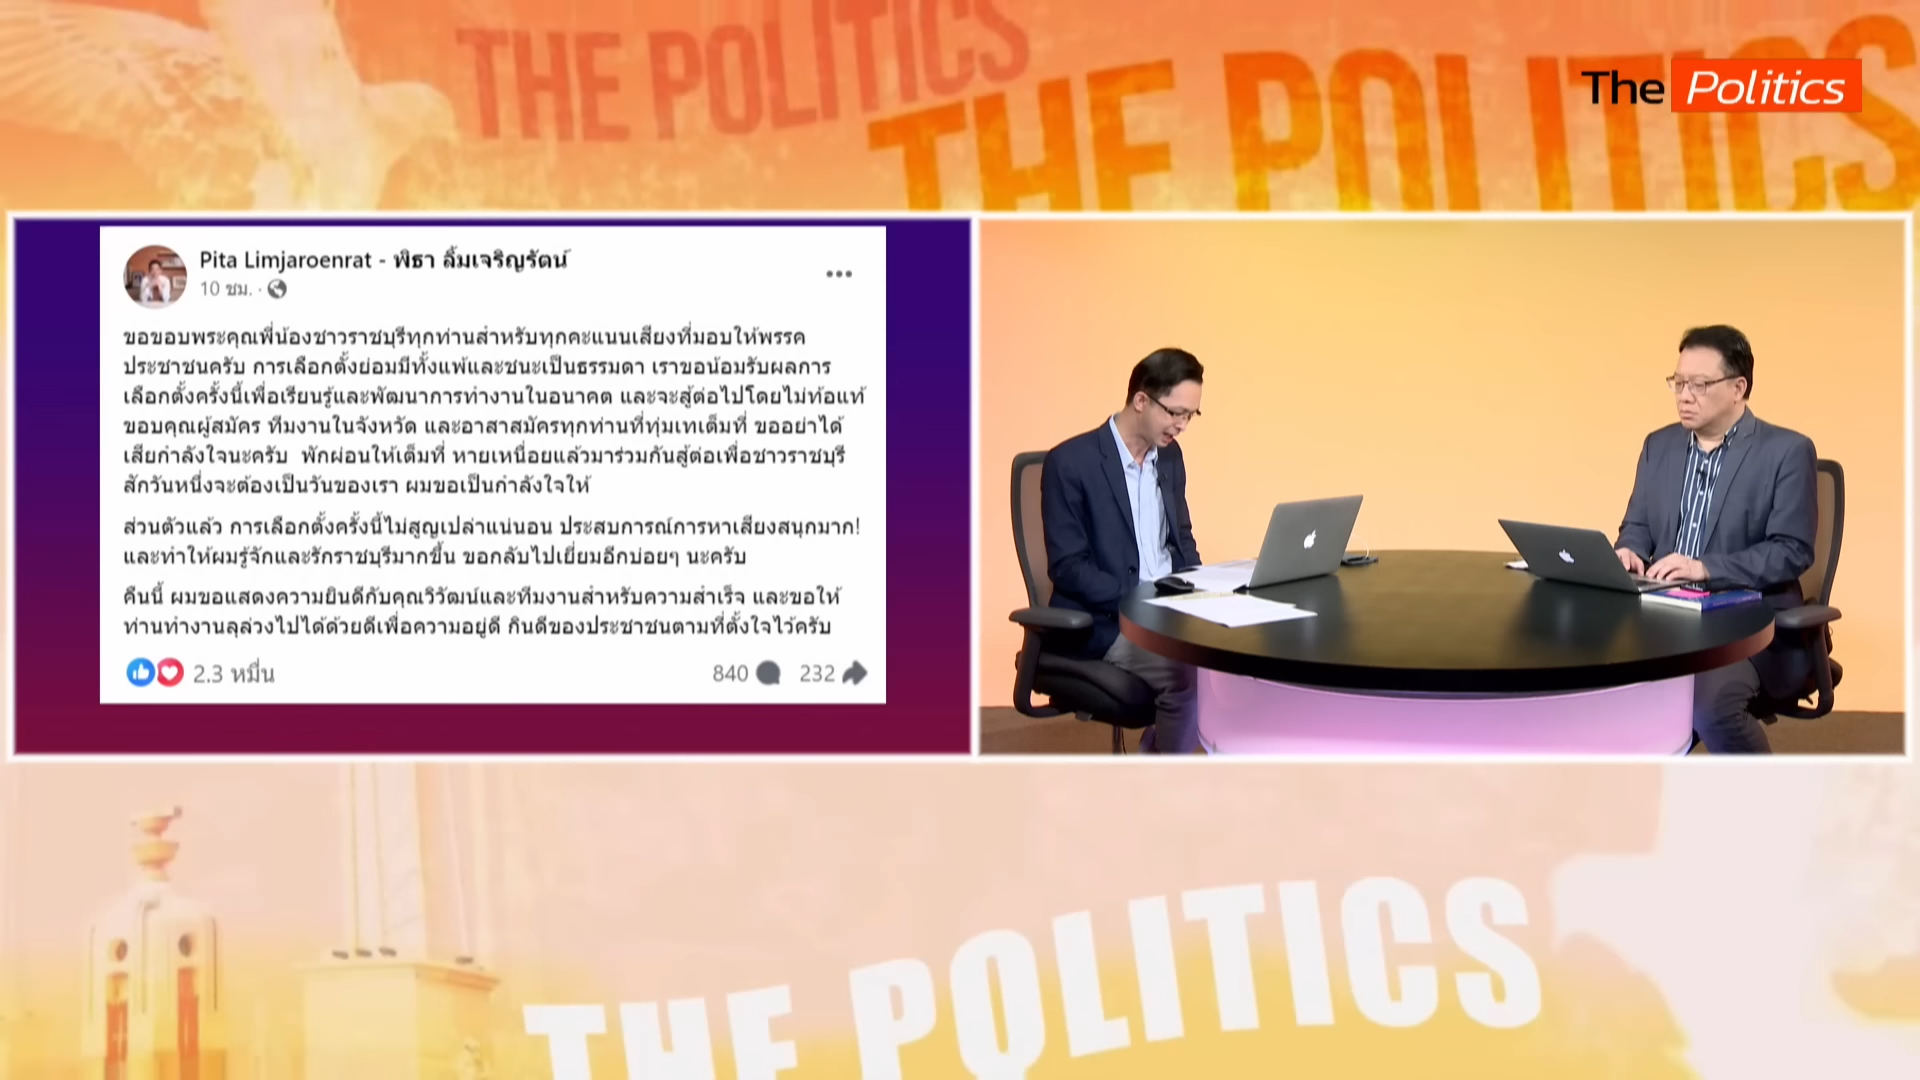 THE POLITICS
THE POLITICS
The Politics
Pita Limjaroenrat - พิธา ลิ้มเจริญรัตน์
10 ชม. ·
ขอขอบพระคุณพี่น้องชาวราชบุรีทุกท่านสำหรับทุกคะแนนเสียงที่มอบให้พรรค
ประชาชนครับ การเลือกตั้งย่อมมีทั้งแพ้และชนะเป็นธรรมดา เราขอน้อมรับผลการ
เลือกตั้งครั้งนี้เพื่อเรียนรู้และพัฒนาการทำงานในอนาคต และจะสู้ต่อไปโดยไม่ท้อแท้
ขอบคุณผู้สมัคร ทีมงานในจังหวัด และอาสาสมัครทุกท่านที่ทุ่มเทเต็มที่ ขออย่าได้
เสียกำลังใจนะครับ พักผ่อนให้เต็มที่ หายเหนื่อยแล้วมาร่วมกันสู้ต่อเพื่อชาวราชบุรี
สักวันหนึ่งจะต้องเป็นวันของเรา ผมขอเป็นกำลังใจให้
ส่วนตัวแล้ว การเลือกตั้งครั้งนี้ไม่สูญเปล่าแน่นอน ประสบการณ์การหาเสียงสนุกมาก!
และทำให้ผมรู้จักและรักราชบุรีมากขึ้น ขอกลับไปเยี่ยมอีกบ่อยๆ นะครับ
คืนนี้ ผมขอแสดงความยินดีกับคุณวิวัฒน์และทีมงานสำหรับความสำเร็จ และขอให้
ท่านทำงานลุล่วงไปได้ด้วยดีเพื่อความอยู่ดี กินดีของประชาชนตามที่ตั้งใจไว้ครับ
2.3 หมื่น 840 232
THE POLITICS